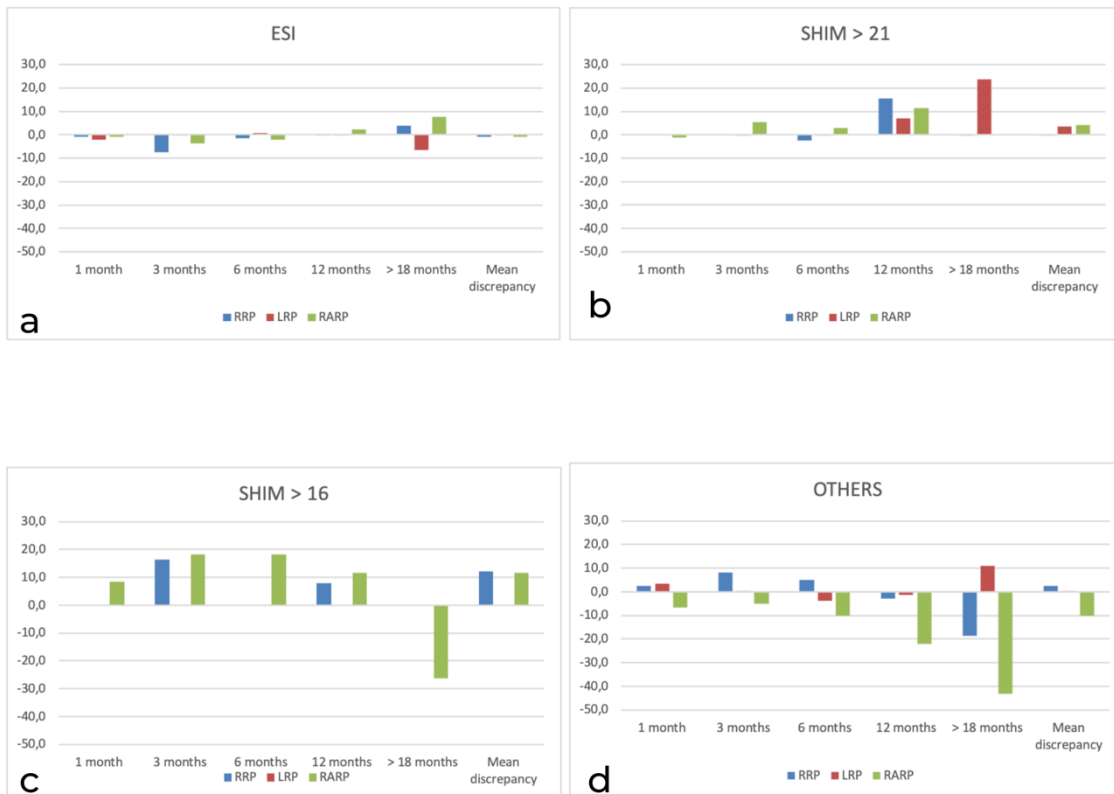 ESI
30,0
20,0
10,0
0,0
-10,0
-20,0
-30,0
-40,0
-50,0
1 month 3 months 6 months 12 months > 18 months Mean
discrepancy
RRP LRP RARP
a
SHIM > 21
30,0
20,0
10,0
0,0
-10,0
-20,0
-30,0
-40,0
-50,0
1 month 3 months 6 months 12 months > 18 months Mean
discrepancy
RRP LRP RARP
b
SHIM > 16
30,0
20,0
10,0
0,0
-10,0
-20,0
-30,0
-40,0
-50,0
1 month 3 months 6 months 12 months > 18 months Mean
discrepancy
RRP LRP RARP
c
OTHERS
30,0
20,0
10,0
0,0
-10,0
-20,0
-30,0
-40,0
-50,0
1 month 3 months 6 months 12 months > 18 months Mean
discrepancy
RRP LRP RARP
d